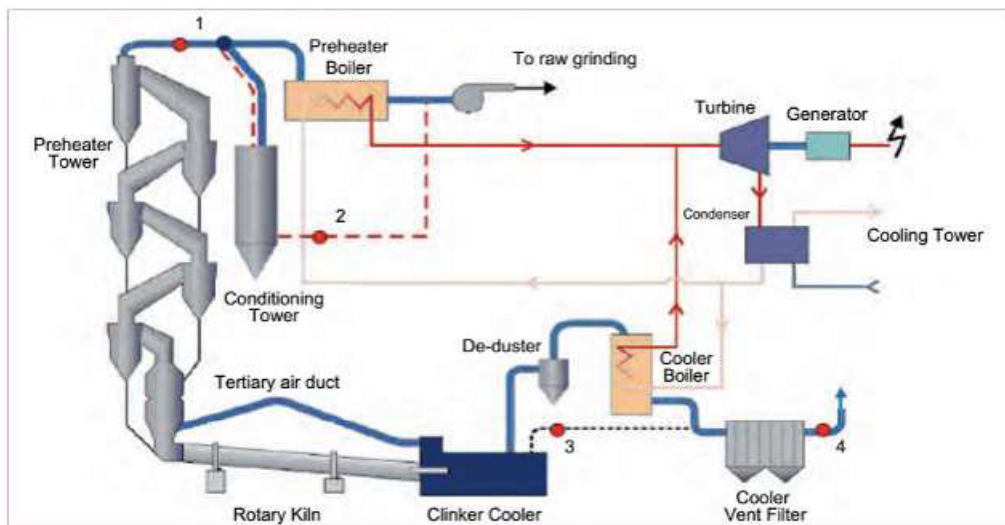 1
Preheater
Boiler
To raw grinding
Turbine
Generator
Preheater
Tower
2
Condenser
Cooling Tower
Conditioning
Tower
De-duster
Cooler
Boiler
Tertiary air duct
3
4
Rotary Kiln
Clinker Cooler
Cooler
Vent Filter